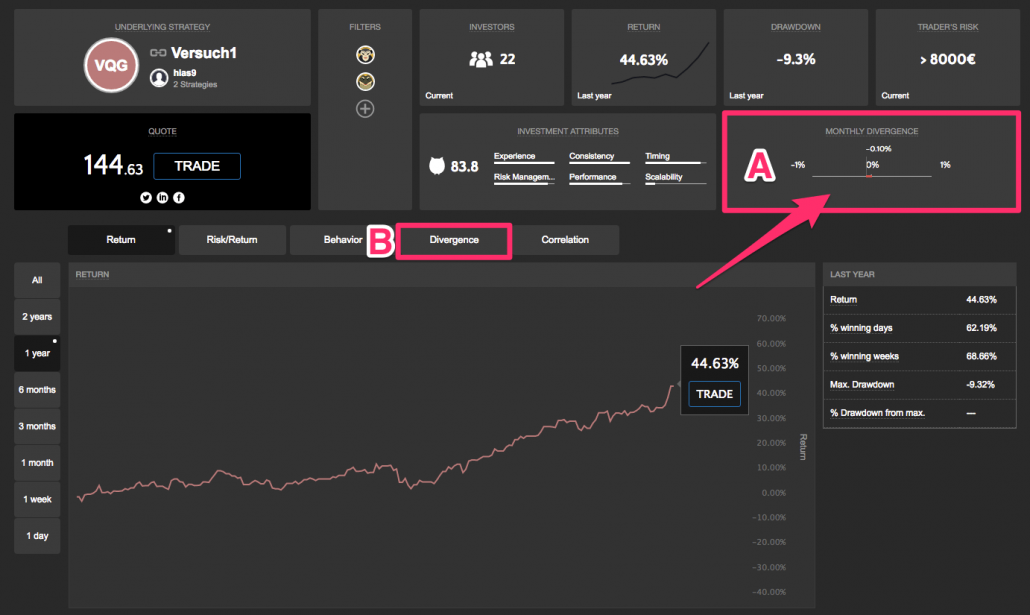 UNDERLYING STRATEGY
VQG
Versuch1
hlas9
2 Strategies
FILTERS
INVESTORS
22
Current
RETURN
44.63%
Last year
DRAWDOWN
-9.3%
Last year
TRADER'S RISK
> 8000€
Current
QUOTE
144.63
TRADE
INVESTMENT ATTRIBUTES
83.8
Experience
Consistency
Timing
Risk Managem...
Performance
Scalability
MONTHLY DIVERGENCE
A
-0.10%
-1%
0%
1%
Return
Risk/Return
Behavior
B
Divergence
Correlation
All
2 years
1 year
6 months
3 months
1 month
1 week
1 day
RETURN
70.00%
60.00%
50.00%
40.00%
30.00%
20.00%
10.00%
0.00%
-10.00%
-20.00%
-30.00%
-40.00%
Return
44.63%
TRADE
LAST YEAR
Return 44.63%
% winning days 62.19%
% winning weeks 68.66%
Max. Drawdown -9.32%
% Drawdown from max. —